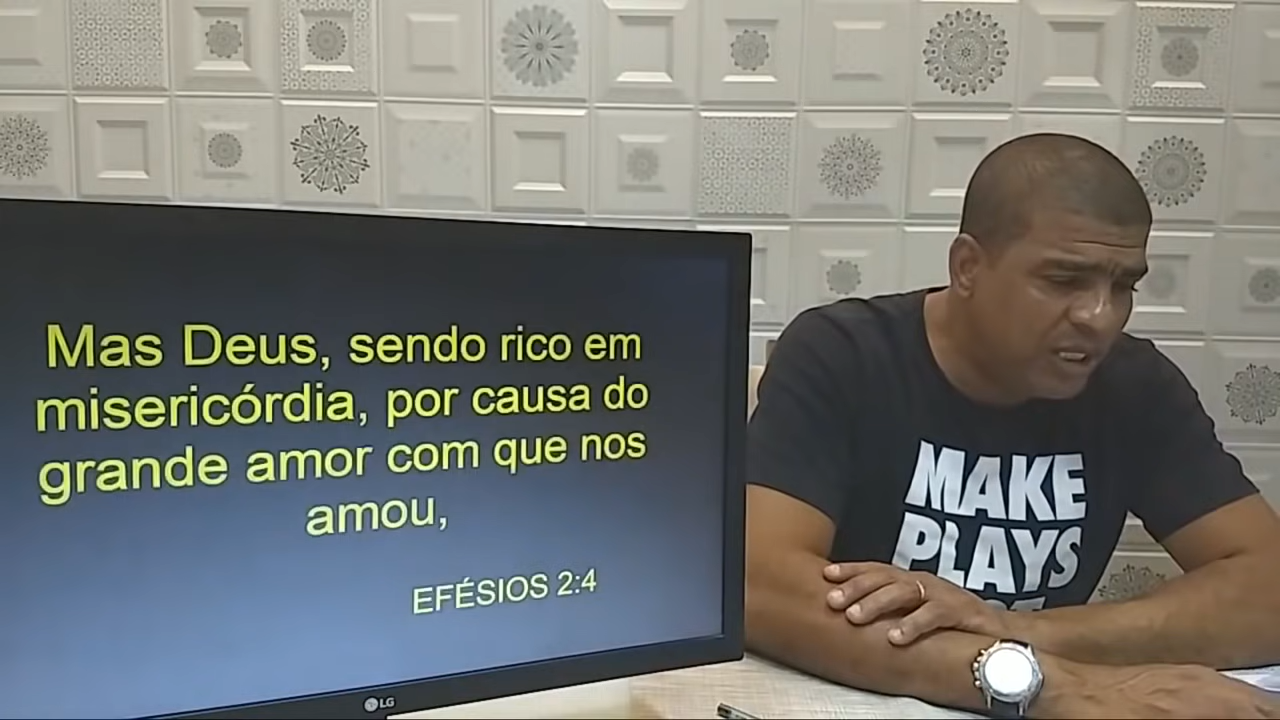 Mas Deus, sendo rico em
misericórdia, por causa do
grande amor com que nos
amou,
EFÉSIOS 2:4
LG
MAKE
PLAYS